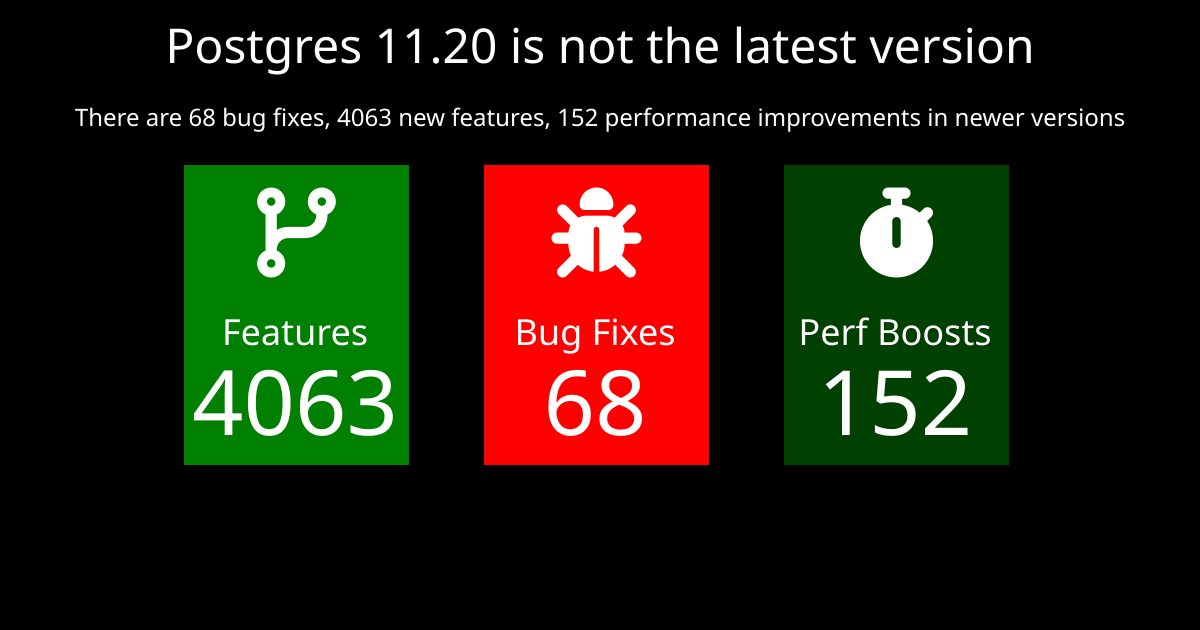 Postgres 11.20 is not the latest version
There are 68 bug fixes, 4063 new features, 152 performance improvements in newer versions
Features
4063
Bug Fixes
68
Perf Boosts
152